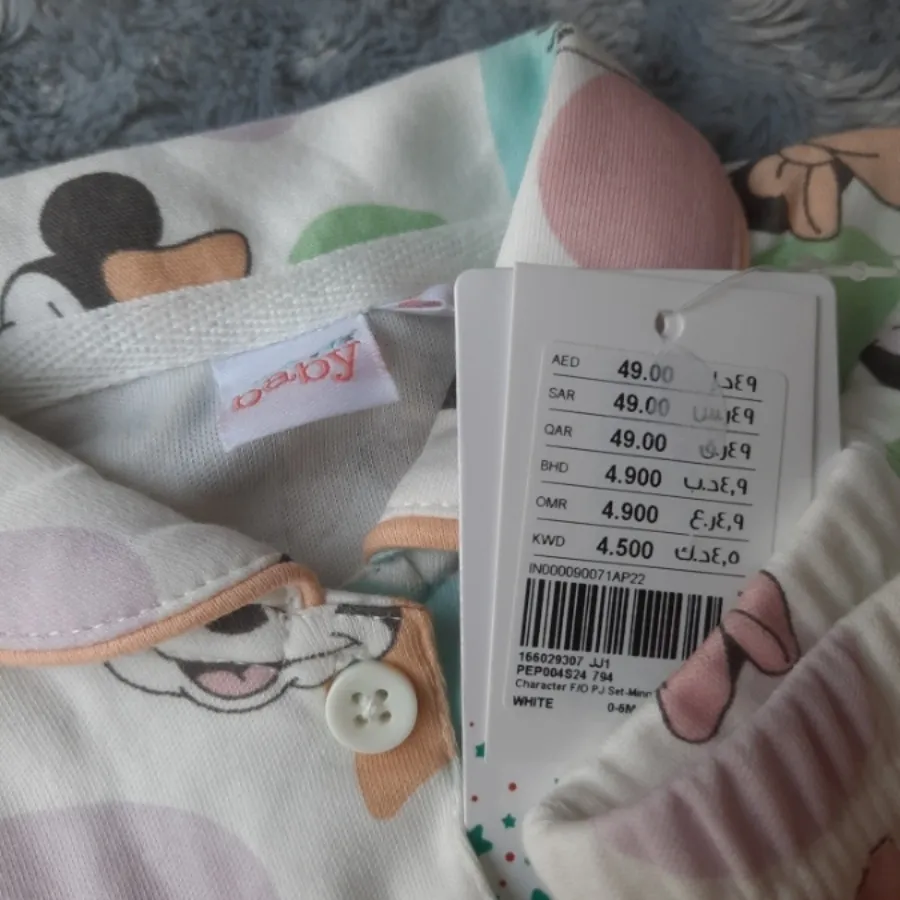 AED 49.00 ٤٩د.إ
SAR 49.00 ٤٩ر.س
QAR 49.00 ٤٩ر.ق
BHD 4.900 ٤,٩د.ب
OMR 4.900 ٤,٩ر.ع
KWD 4.500 ٤,٥د.ك
IN000090071AP22
166029307 JJ1
PEP004S24 794
Character F/O PJ Set-Minn
WHITE 0-6M